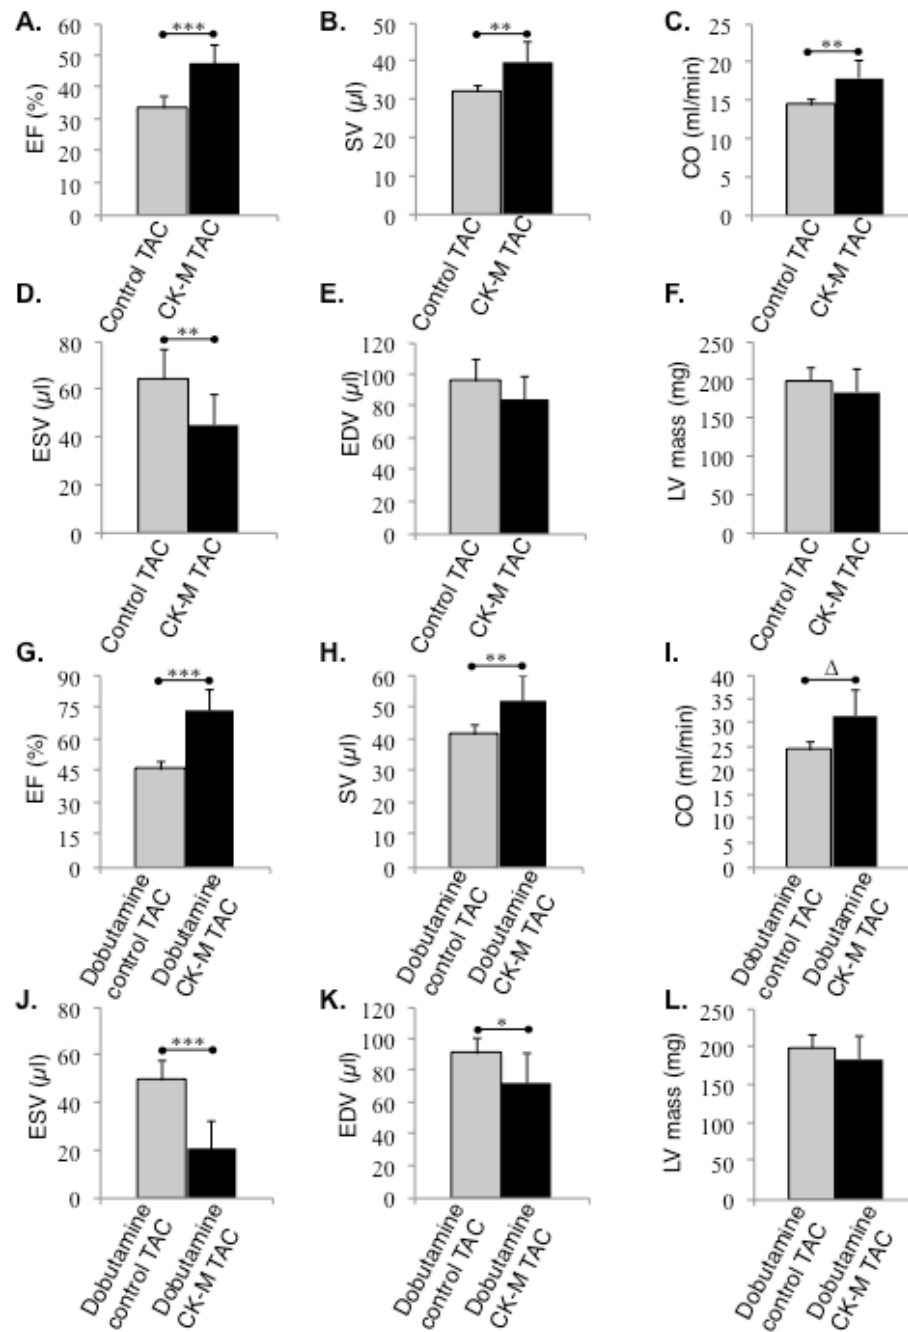 A.
EF (%)
60
50
40
30
20
10
0
***
Control TAC
CK-M TAC
B.
SV (µl)
50
40
30
20
10
0
**
Control TAC
CK-M TAC
C.
CO (ml/min)
25
20
15
10
5
0
**
Control TAC
CK-M TAC
D.
ESV (µl)
80
60
40
20
0
**
Control TAC
CK-M TAC
E.
EDV (µl)
120
100
80
60
40
20
0
Control TAC
CK-M TAC
F.
LV mass (mg)
250
200
150
100
50
0
Control TAC
CK-M TAC
G.
EF (%)
90
75
60
45
30
15
0
***
Dobutamine
control TAC
Dobutamine
CK-M TAC
H.
SV (µl)
60
50
40
30
20
10
0
**
Dobutamine
control TAC
Dobutamine
CK-M TAC
I.
CO (ml/min)
40
35
30
25
20
15
10
5
0
Δ
Dobutamine
control TAC
Dobutamine
CK-M TAC
J.
ESV (µl)
80
60
40
20
0
***
Dobutamine
control TAC
Dobutamine
CK-M TAC
K.
EDV (µl)
120
100
80
60
40
20
0
*
Dobutamine
control TAC
Dobutamine
CK-M TAC
L.
LV mass (mg)
250
200
150
100
50
0
Dobutamine
control TAC
Dobutamine
CK-M TAC